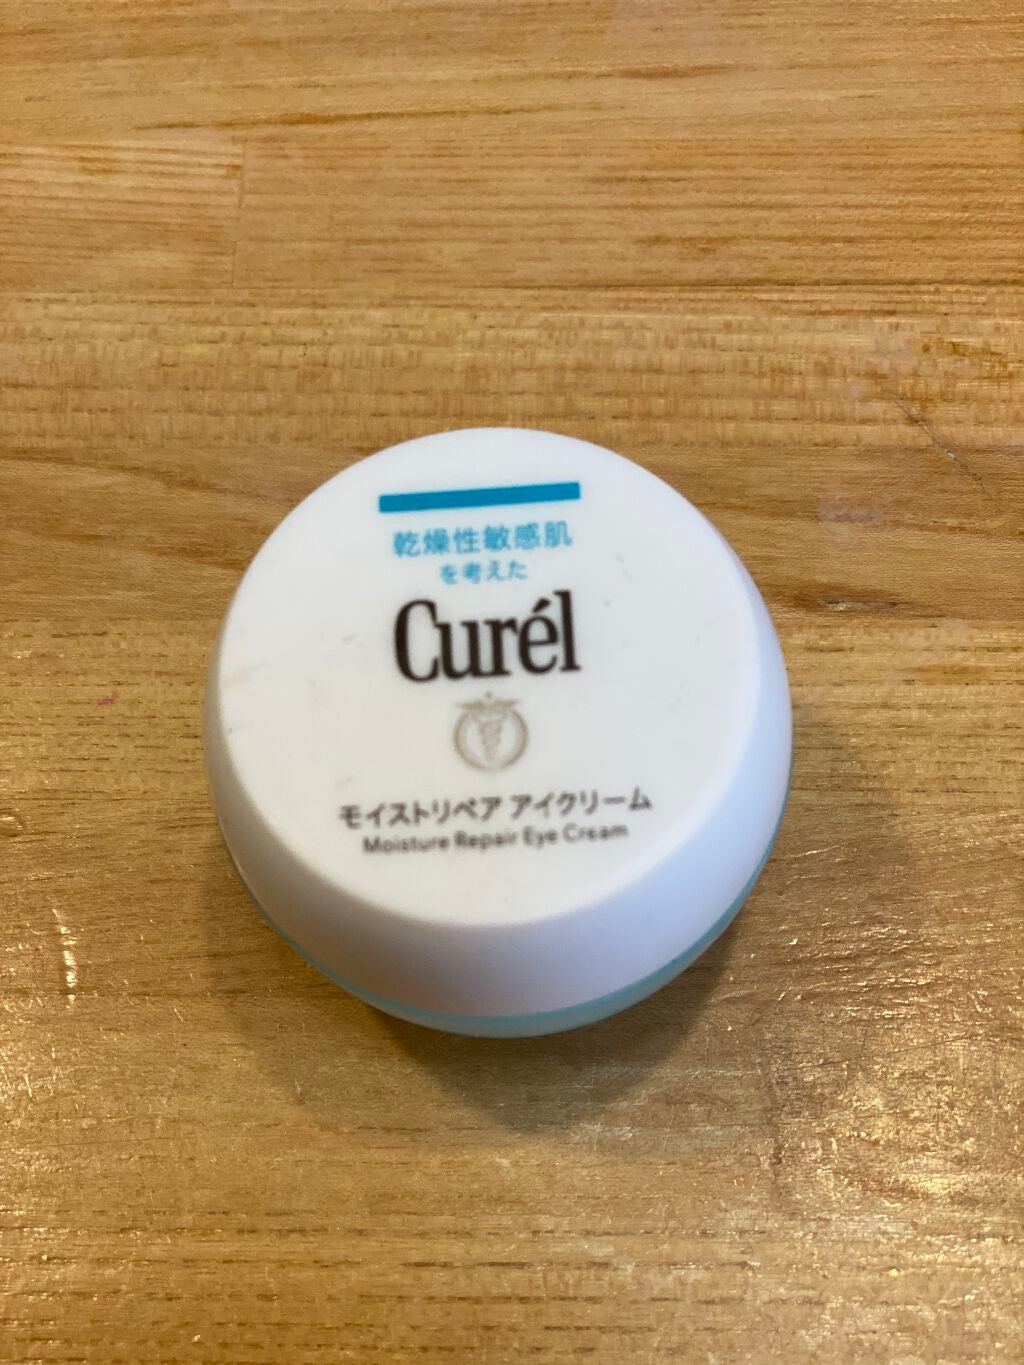 乾燥性敏感肌
を考えた
Curél
モイストリペア アイクリーム
Moisture Repair Eye Cream